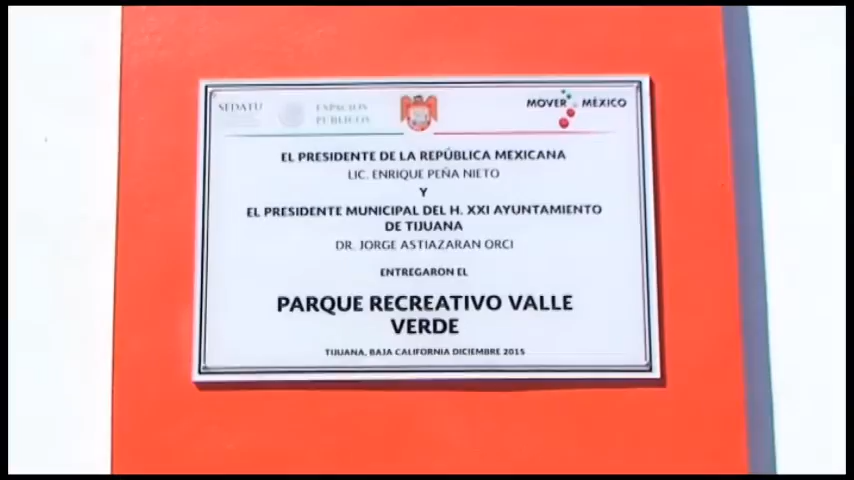 SEDATU
ESPACIOS
PÚBLICOS
MOVER A MÉXICO
EL PRESIDENTE DE LA REPÚBLICA MEXICANA
LIC. ENRIQUE PEÑA NIETO
Y
EL PRESIDENTE MUNICIPAL DEL H. XXI AYUNTAMIENTO
DE TIJUANA
DR. JORGE ASTIAZARAN ORCI
ENTREGARON EL
PARQUE RECREATIVO VALLE
VERDE
TIJUANA, BAJA CALIFORNIA DICIEMBRE 2015